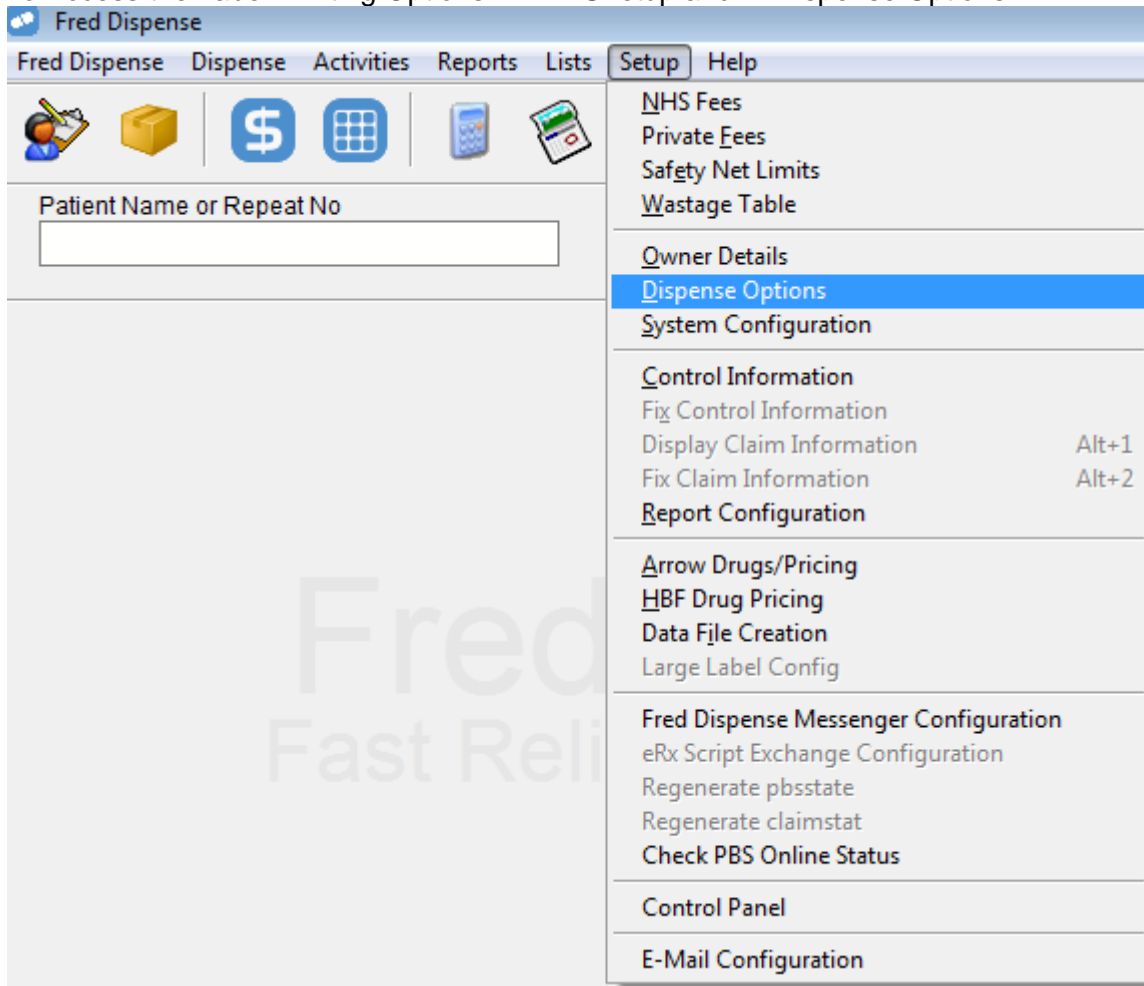 Fred Dispense
Fred Dispense Dispense Activities Reports Lists Setup Help
$
Patient Name or Repeat No
NHS Fees
Private Fees
Safety Net Limits
Wastage Table
Owner Details
Dispense Options
System Configuration
Control Information
Fix Control Information
Display Claim Information Alt+1
Fix Claim Information Alt+2
Report Configuration
Arrow Drugs/Pricing
HBF Drug Pricing
Data File Creation
Large Label Config
Fred Dispense Messenger Configuration
eRx Script Exchange Configuration
Regenerate pbsstate
Regenerate claimstat
Check PBS Online Status
Control Panel
E-Mail Configuration
Fred
Fast Reli